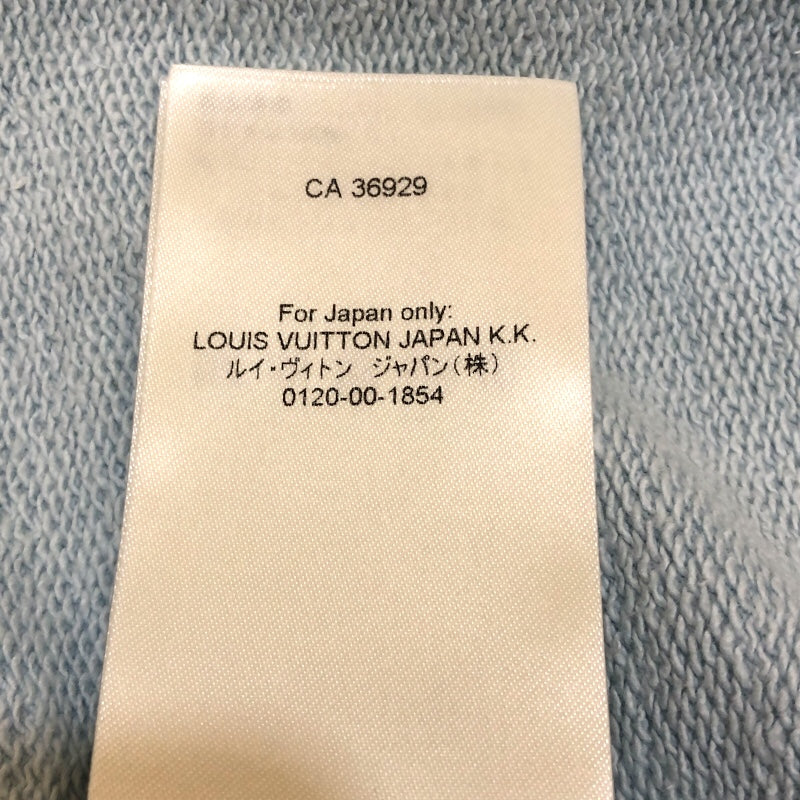 CA 36929
For Japan only:
LOUIS VUITTON JAPAN K.K.
ルイ・ヴィトン　ジャパン(株)
0120-00-1854